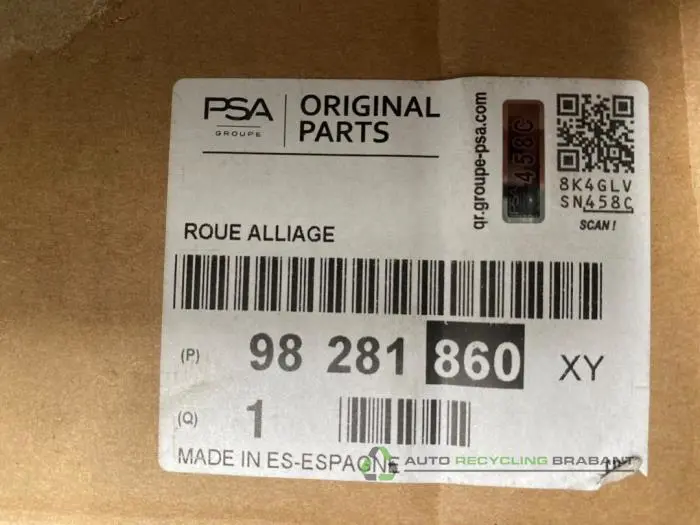 PSA
GROUPE
ORIGINAL
PARTS
qr.groupe-psa.com
458C
8K4GLV
SN458C
SCAN!
ROUE ALLIAGE
(P) 98 281 860 XY
(Q) 1
MADE IN ES-ESPAGNE
AUTO RECYCLING BRABANT